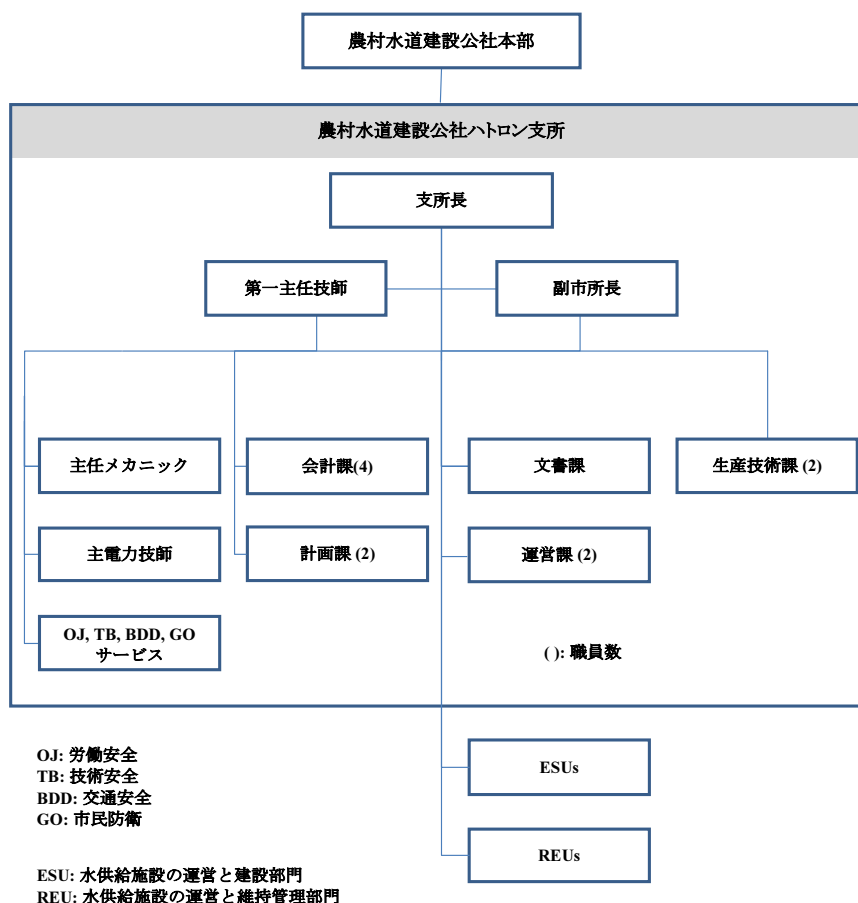 農村水道建設公社本部
農村水道建設公社ハトロン支所
支所長
第一主任技師
副市所長
主任メカニック
会計課(4)
文書課
生産技術課 (2)
主電力技師
計画課 (2)
運営課 (2)
OJ, TB, BDD, GO
サービス
( ): 職員数
OJ: 労働安全
TB: 技術安全
BDD: 交通安全
GO: 市民防衛
ESUs
REUs
ESU: 水供給施設の運営と建設部門
REU: 水供給施設の運営と維持管理部門